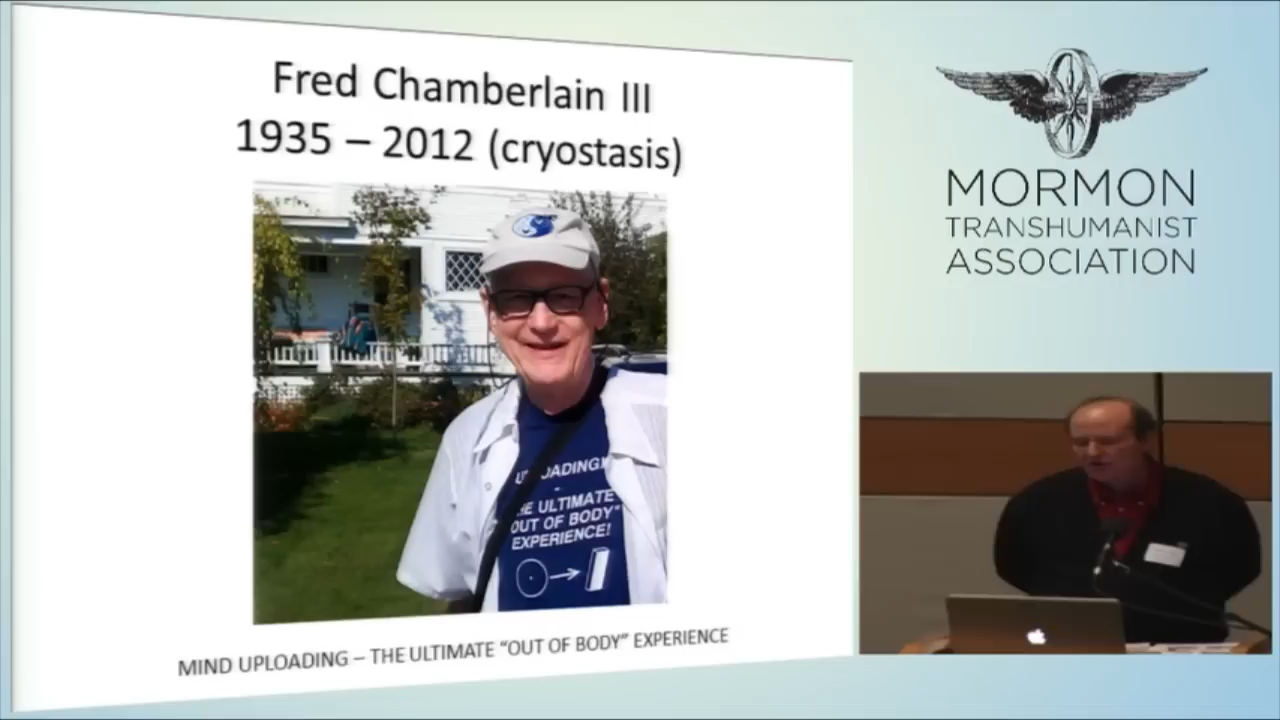 Fred Chamberlain III
1935 – 2012 (cryostasis)
UPLOADING!
THE ULTIMATE
"OUT OF BODY"
EXPERIENCE!
MIND UPLOADING – THE ULTIMATE “OUT OF BODY” EXPERIENCE
MORMON
TRANSHUMANIST
ASSOCIATION